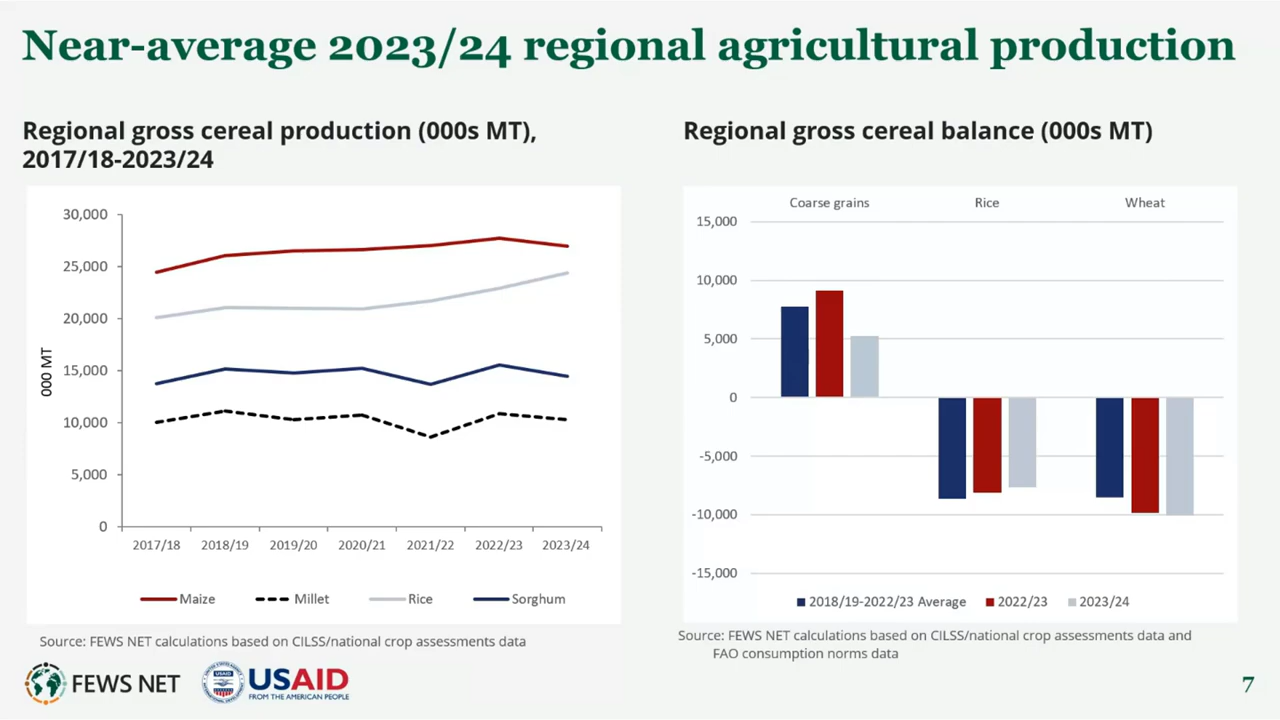 Near-average 2023/24 regional agricultural production
Regional gross cereal production (000s MT),
2017/18-2023/24
30,000
25,000
20,000
15,000
10,000
5,000
0
000 MT
2017/18 2018/19 2019/20 2020/21 2021/22 2022/23 2023/24
Maize Millet Rice Sorghum
Source: FEWS NET calculations based on CILSS/national crop assessments data
Regional gross cereal balance (000s MT)
Coarse grains Rice Wheat
15,000
10,000
5,000
0
-5,000
-10,000
-15,000
2018/19-2022/23 Average 2022/23 2023/24
Source: FEWS NET calculations based on CILSS/national crop assessments data and
FAO consumption norms data
FEWS NET
USAID
USAID
FROM THE AMERICAN PEOPLE
7